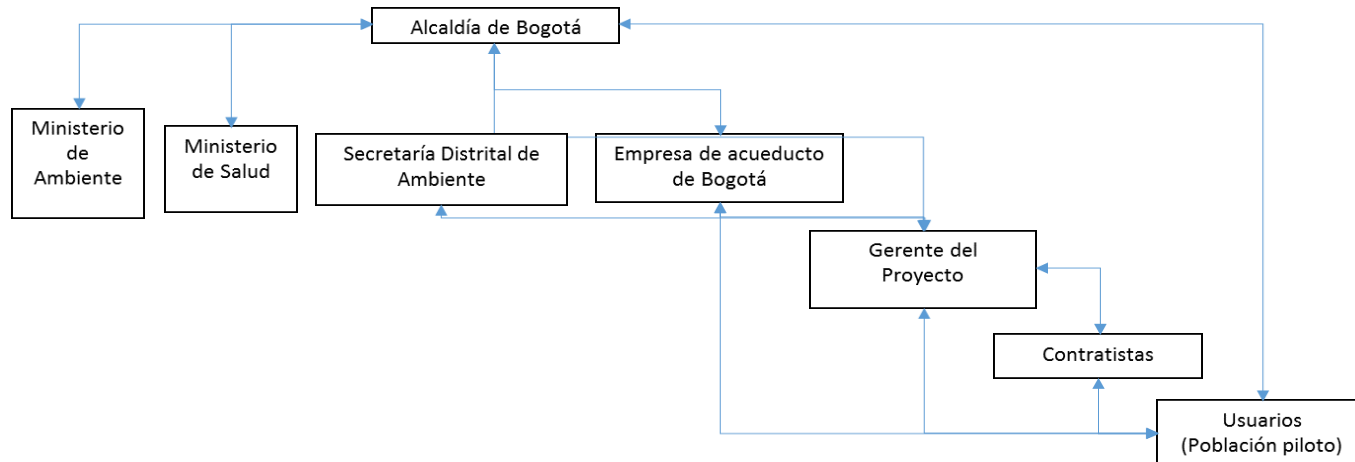 Alcaldía de Bogotá
Ministerio
de
Ambiente
Ministerio
de Salud
Secretaría Distrital de
Ambiente
Empresa de acueducto
de Bogotá
Gerente del
Proyecto
Contratistas
Usuarios
(Población piloto)